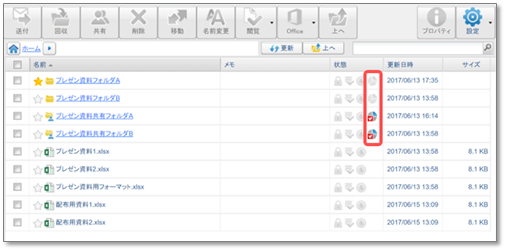 送付 回収 共有 削除 移動 名前変更 閲覧 Office 上へ プロパティ 設定
ホーム 更新 上へ
名前 メモ 状態 更新日時 サイズ
プレゼン資料フォルダA 2017/06/13 17:35
プレゼン資料フォルダB 2017/06/13 13:58
プレゼン資料共有フォルダA 2017/06/13 16:14
プレゼン資料共有フォルダB 2017/06/13 13:58
プレゼン資料1.xlsx 2017/06/13 13:58 8.1 KB
プレゼン資料2.xlsx 2017/06/13 13:58 8.1 KB
プレゼン資料用フォーマット.xlsx 2017/06/13 13:58 8.1 KB
配布用資料1.xlsx 2017/06/15 13:09 8.1 KB
配布用資料2.xlsx 2017/06/15 13:09 8.1 KB